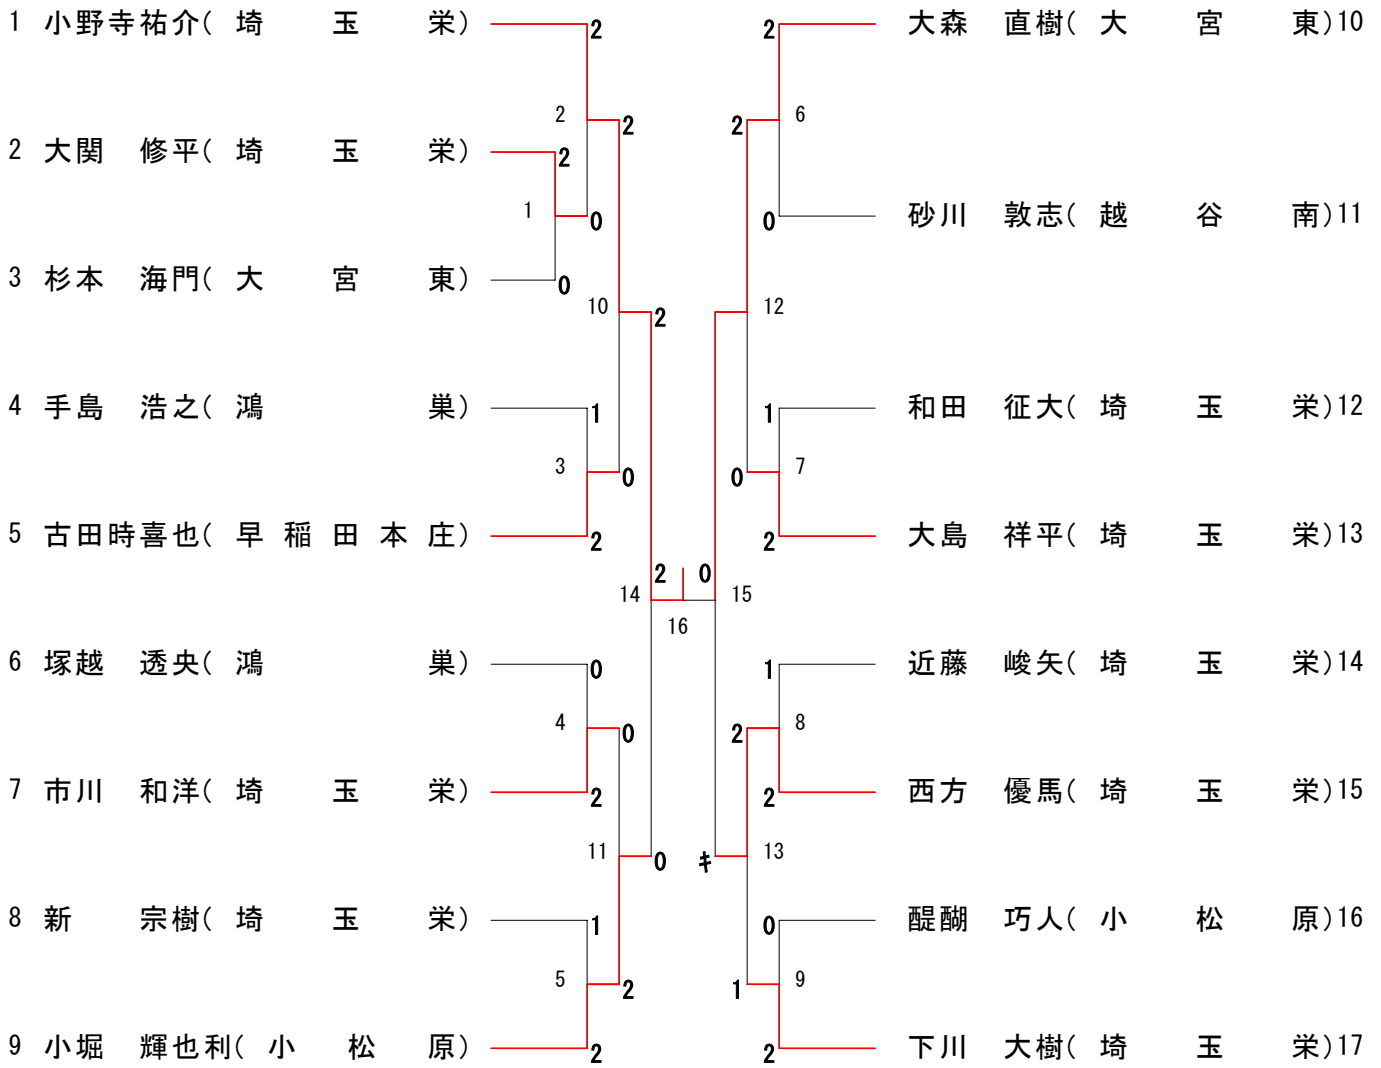 1 小野寺祐介( 埼 玉 栄) 2 2 大森 直樹( 大 宮 東)10
2 2 2 6
2 大関 修平( 埼 玉 栄) 2
1 0 0 砂川 敦志( 越 谷 南)11
3 杉本 海門( 大 宮 東) 0
10 2 12
4 手島 浩之( 鴻 巣) 1 1 和田 征大( 埼 玉 栄)12
3 0 0 7
5 古田時喜也( 早 稲 田 本 庄) 2 2 大島 祥平( 埼 玉 栄)13
2 0
14 15
16
6 塚越 透央( 鴻 巣) 0 1 近藤 峻矢( 埼 玉 栄)14
4 0 2 8
7 市川 和洋( 埼 玉 栄) 2 2 西方 優馬( 埼 玉 栄)15
11 0 キ 13
8 新 宗樹( 埼 玉 栄) 1 0 醍醐 巧人( 小 松 原)16
5 2 1 9
9 小堀 輝也利( 小 松 原) 2 2 下川 大樹( 埼 玉 栄)17